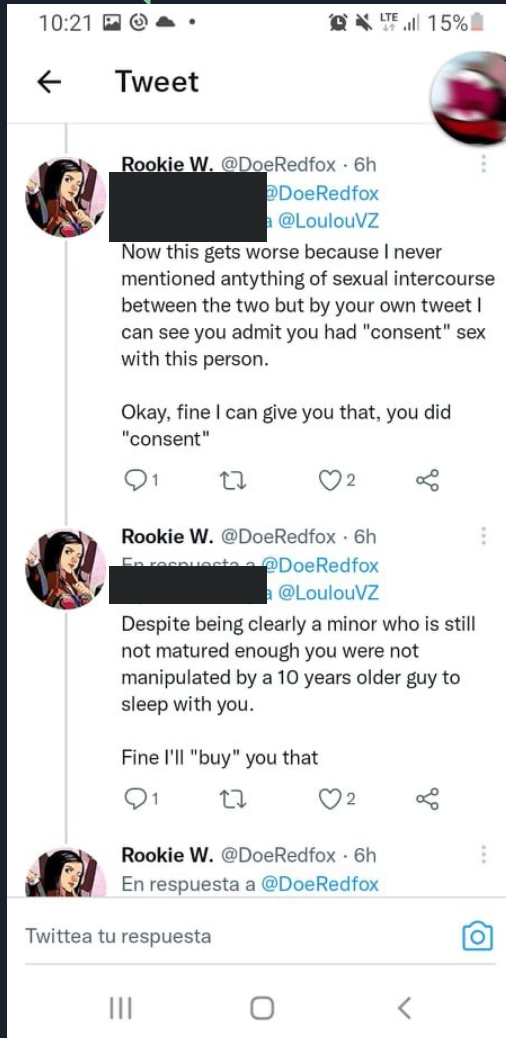 10:21 LTE 15%
Tweet
Rookie W. @DoeRedfox · 6h
@DoeRedfox
a @LoulouVZ
Now this gets worse because I never
mentioned antything of sexual intercourse
between the two but by your own tweet I
can see you admit you had "consent" sex
with this person.
Okay, fine I can give you that, you did
"consent"
1 2
Rookie W. @DoeRedfox · 6h
En respuesta a @DoeRedfox
a @LoulouVZ
Despite being clearly a minor who is still
not matured enough you were not
manipulated by a 10 years older guy to
sleep with you.
Fine I'll "buy" you that
1 2
Rookie W. @DoeRedfox · 6h
En respuesta a @DoeRedfox
Twittea tu respuesta